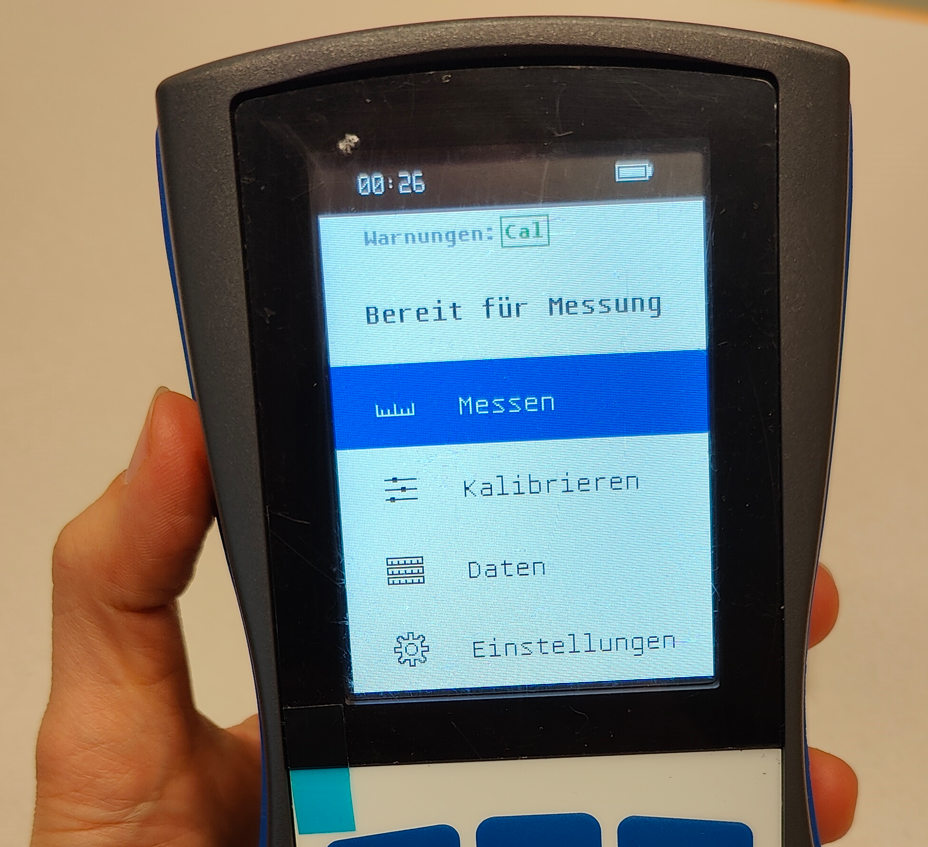 00:26
Warnungen: Cal
Bereit für Messung
Messen
Kalibrieren
Daten
Einstellungen